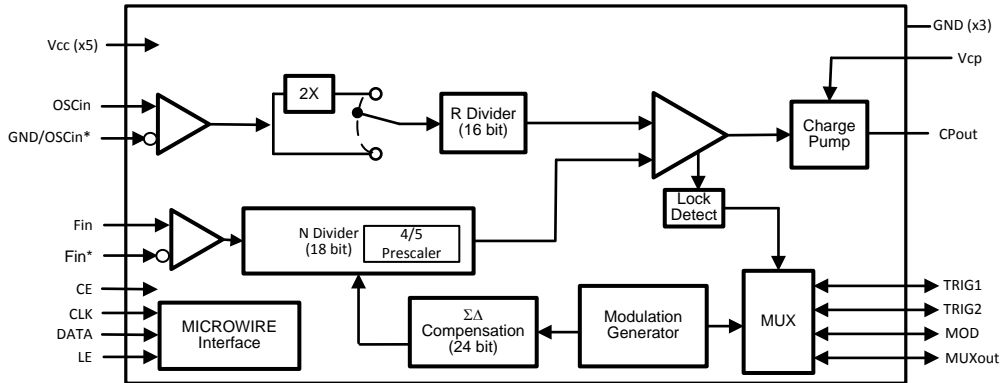 GND (x3)
Vcc (x5)
Vcp
OSCin
2X
R Divider
(16 bit)
Charge
Pump
GND/OSCin*
CPout
Lock
Detect
Fin
N Divider
(18 bit)
4/5
Prescaler
Fin*
CE
CLK
DATA
LE
MICROWIRE
Interface
ΣΔ
Compensation
(24 bit)
Modulation
Generator
MUX
TRIG1
TRIG2
MOD
MUXout